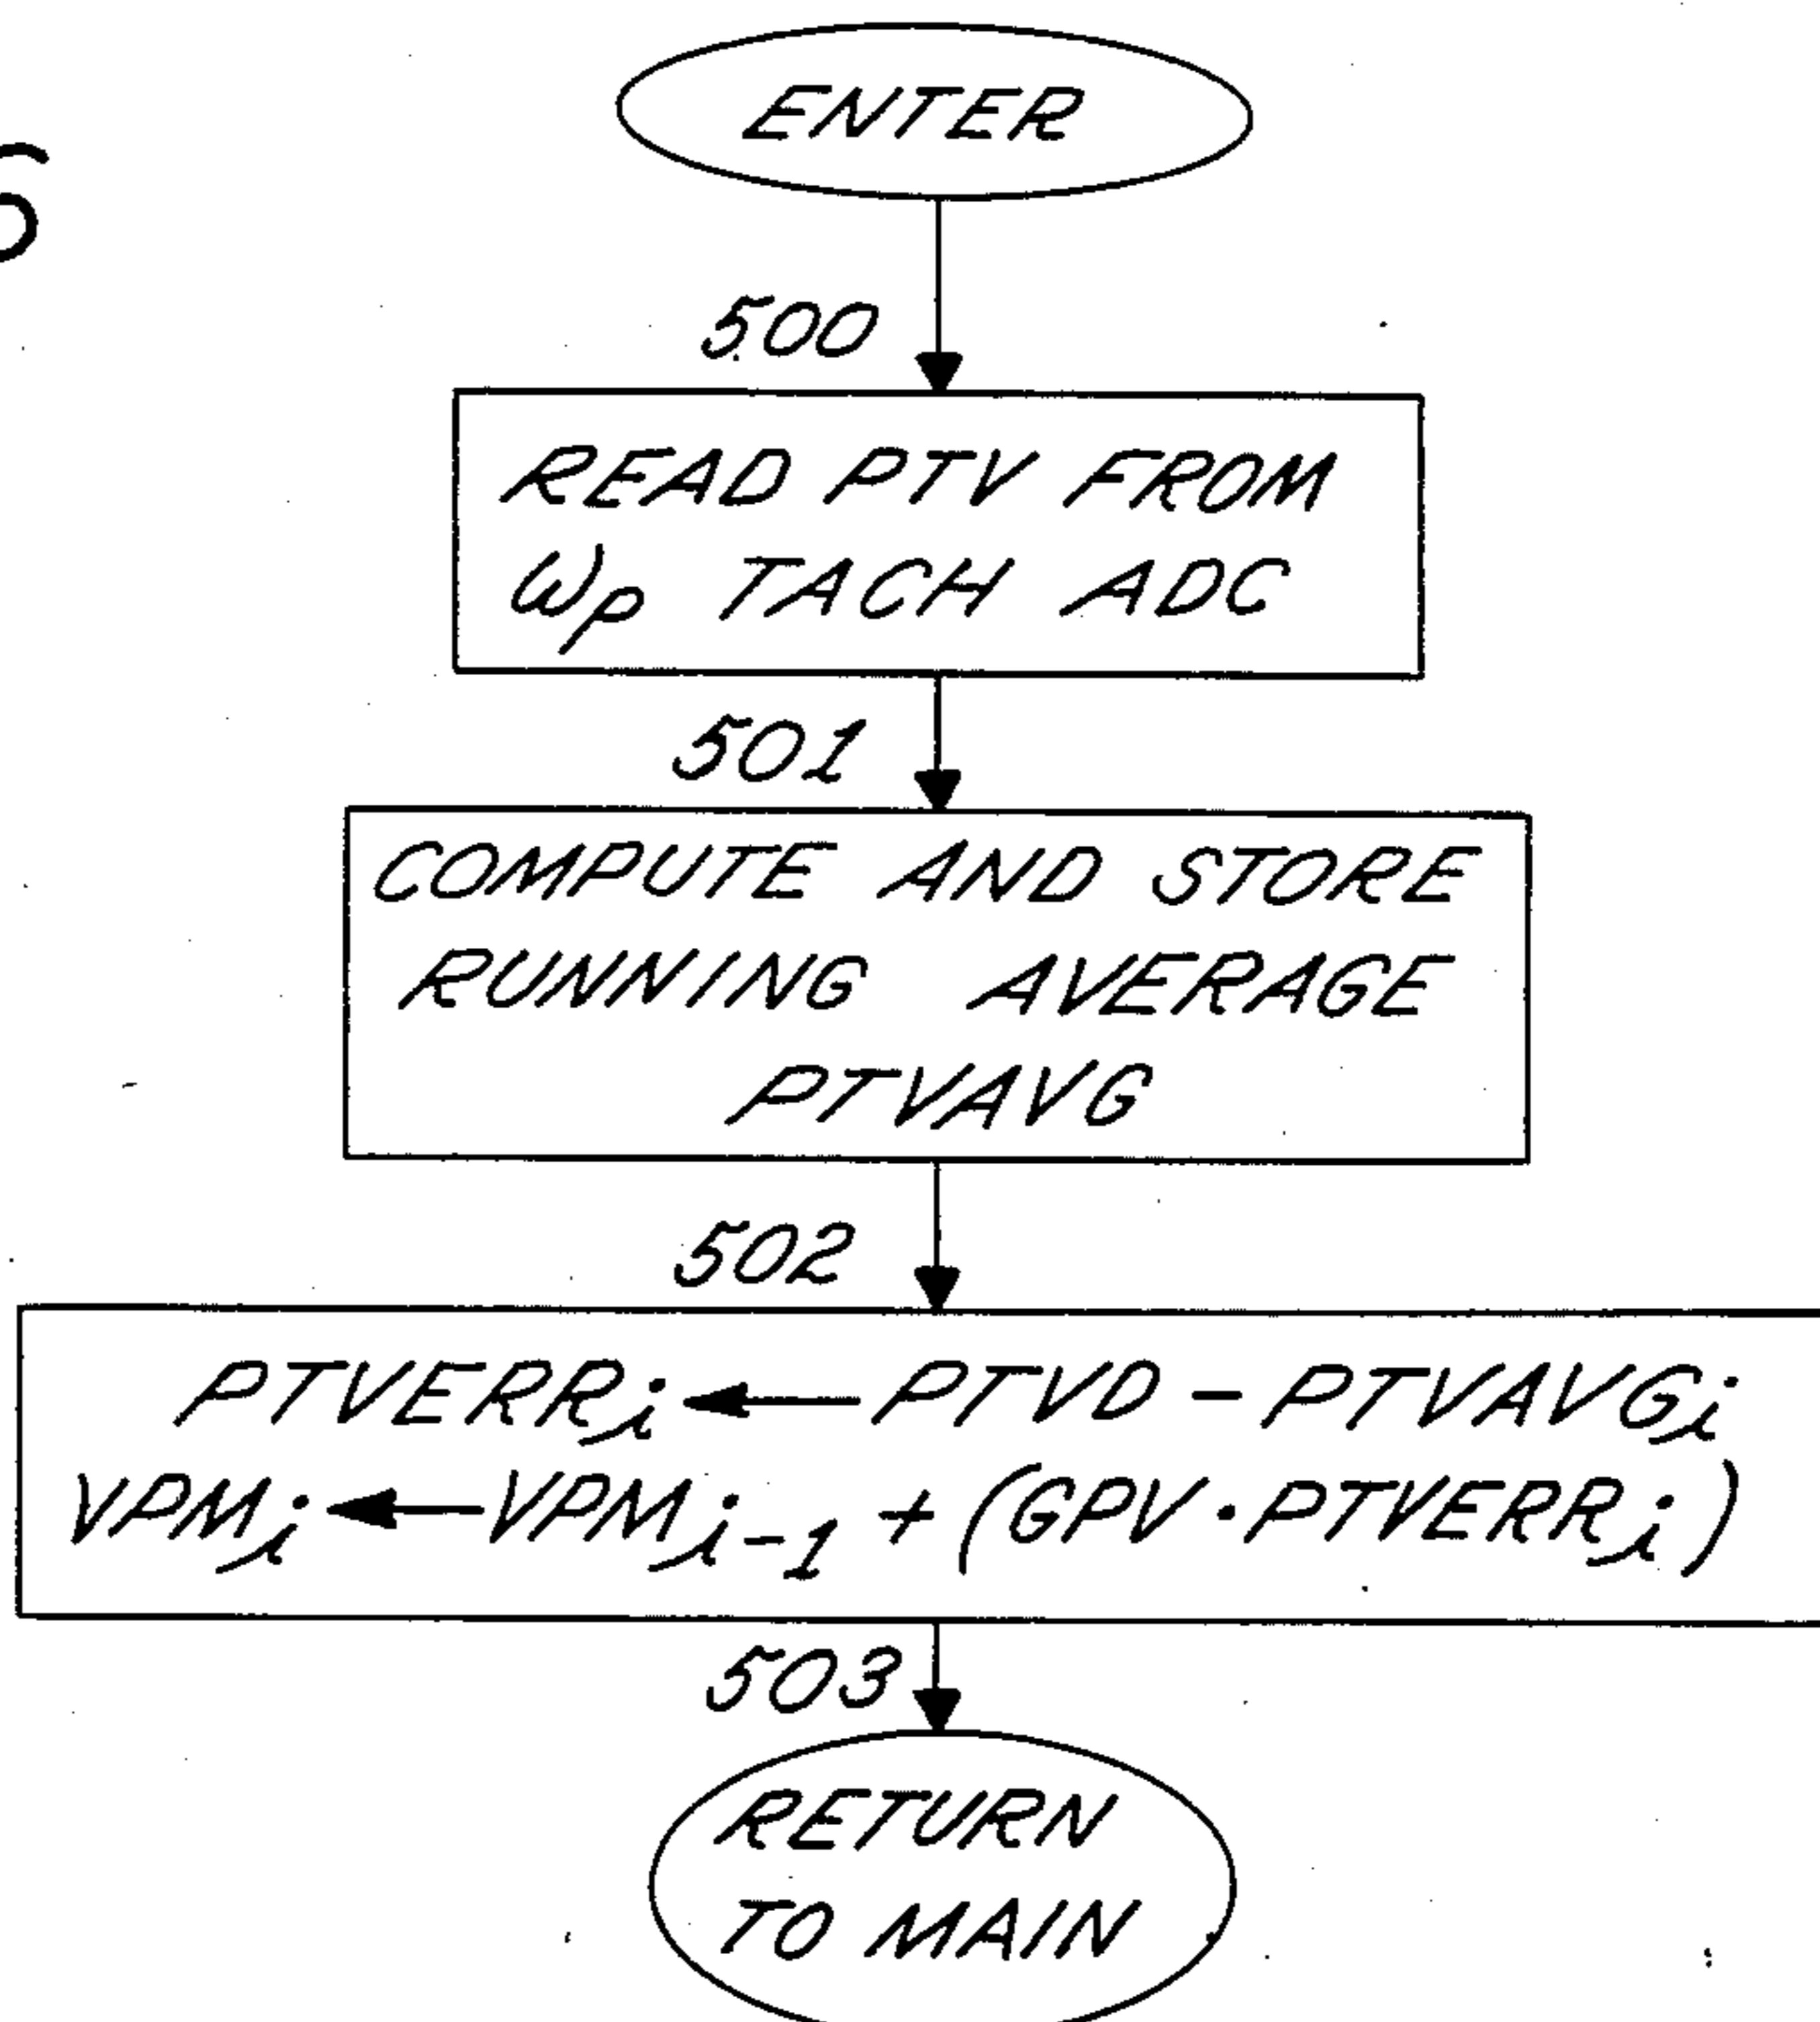 ENTER
500
READ PTV FROM
ωp TACH ADC
501
COMPUTE AND STORE
RUNNING AVERAGE
PTVAVG
502
PTVERRi ← PTVD - PTVAVGi
VPMi ← VPMi-1 + (GPV · PTVERRi)
503
RETURN
TO MAIN